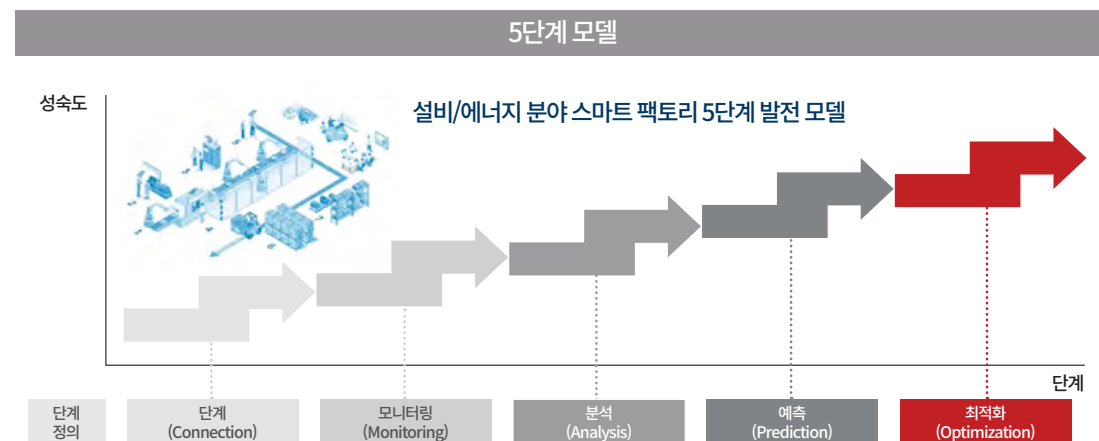 5단계 모델
성숙도
설비/에너지 분야 스마트 팩토리 5단계 발전 모델
단계
단계
정의
단계
(Connection)
모니터링
(Monitoring)
분석
(Analysis)
예측
(Prediction)
최적화
(Optimization)